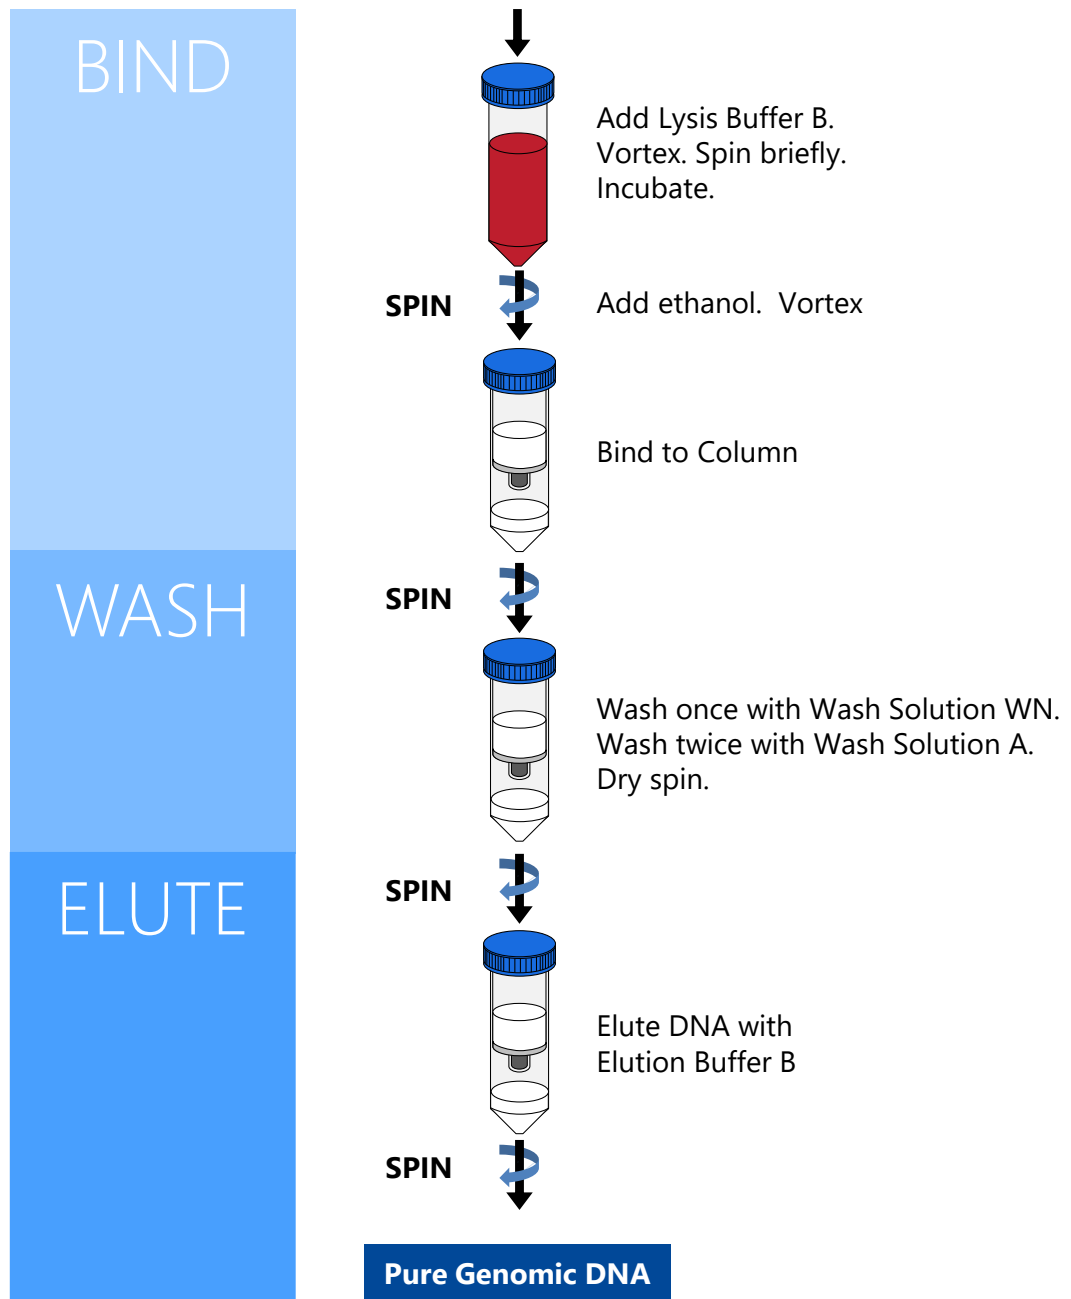 BIND
Add Lysis Buffer B.
Vortex. Spin briefly.
Incubate.
SPIN
Add ethanol.  Vortex
Bind to Column
WASH
SPIN
Wash once with Wash Solution WN.
Wash twice with Wash Solution A.
Dry spin.
ELUTE
SPIN
Elute DNA with
Elution Buffer B
SPIN
Pure Genomic DNA